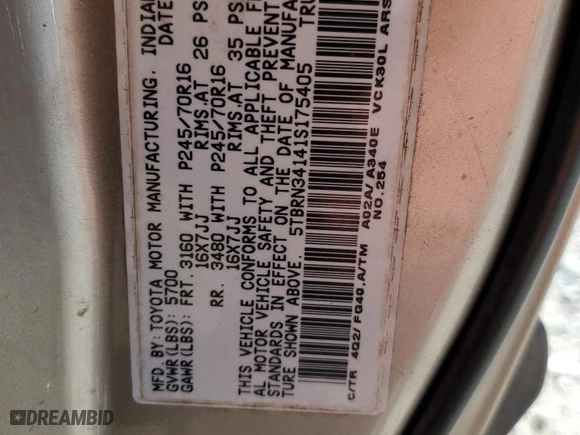 MFD.BY:TOYOTA MOTOR MANUFACTURING, INDIAN
GVWR(LBS): 5700 DATE
GAWR(LBS): FRT. 3160 WITH P245/70R16
16X7JJ RIMS,AT 26 PS
RR. 3480 WITH P245/70R16
16X7JJ RIMS,AT 35 PS
THIS VEHICLE CONFORMS TO ALL APPLICABLE F
AL MOTOR VEHICLE SAFETY AND THEFT PREVENT
STANDARDS IN EFFECT ON THE DATE OF MANUFA
TURE SHOWN ABOVE.
5TBRN34141S175405 TRU
C/TR 4Q2/ FG40,A/TM A02A/ A340E VCK30L ARS
NO.254
DREAMBID